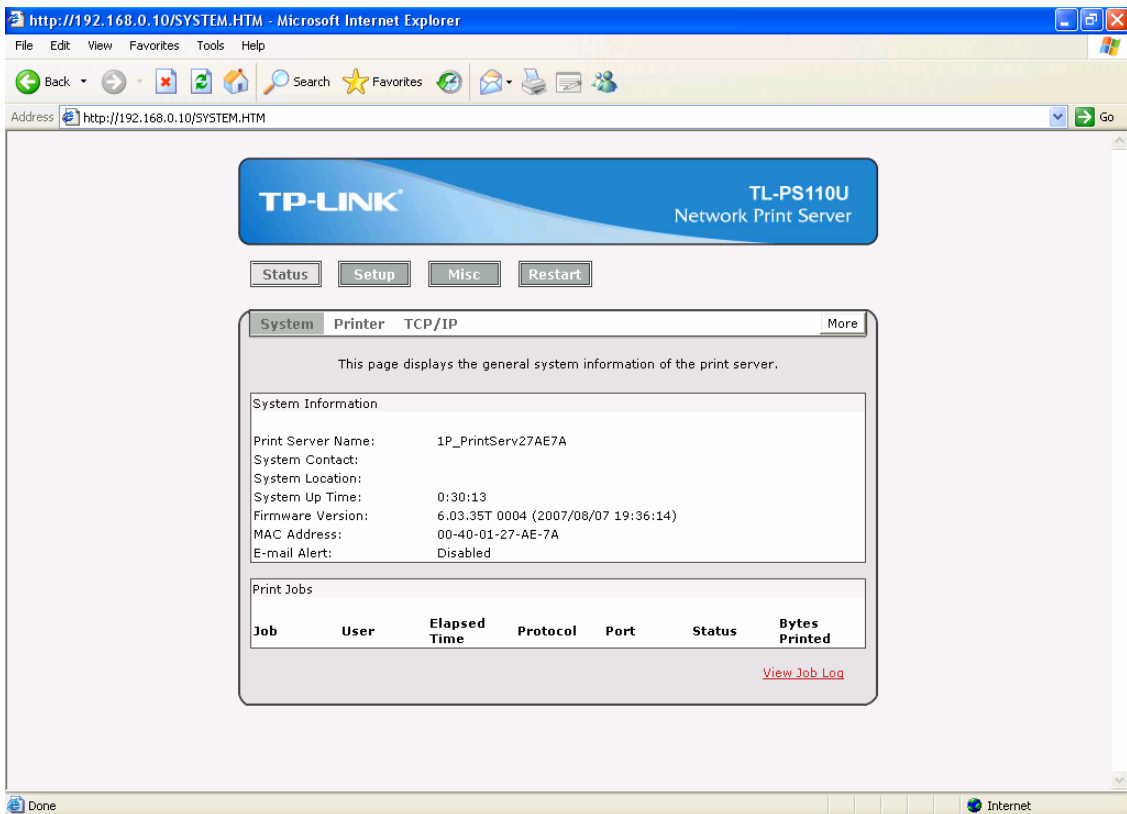 http://192.168.0.10/SYSTEM.HTM - Microsoft Internet Explorer
File Edit View Favorites Tools Help
Back Search Favorites
Address http://192.168.0.10/SYSTEM.HTM Go
TP-LINK®
TL-PS110U
Network Print Server
Status Setup Misc Restart
System Printer TCP/IP More
This page displays the general system information of the print server.
System Information
Print Server Name: 1P_PrintServ27AE7A
System Contact:
System Location:
System Up Time: 0:30:13
Firmware Version: 6.03.35T 0004 (2007/08/07 19:36:14)
MAC Address: 00-40-01-27-AE-7A
E-mail Alert: Disabled
Print Jobs
Job User Elapsed Time Protocol Port Status Bytes Printed
View Job Log
Done Internet